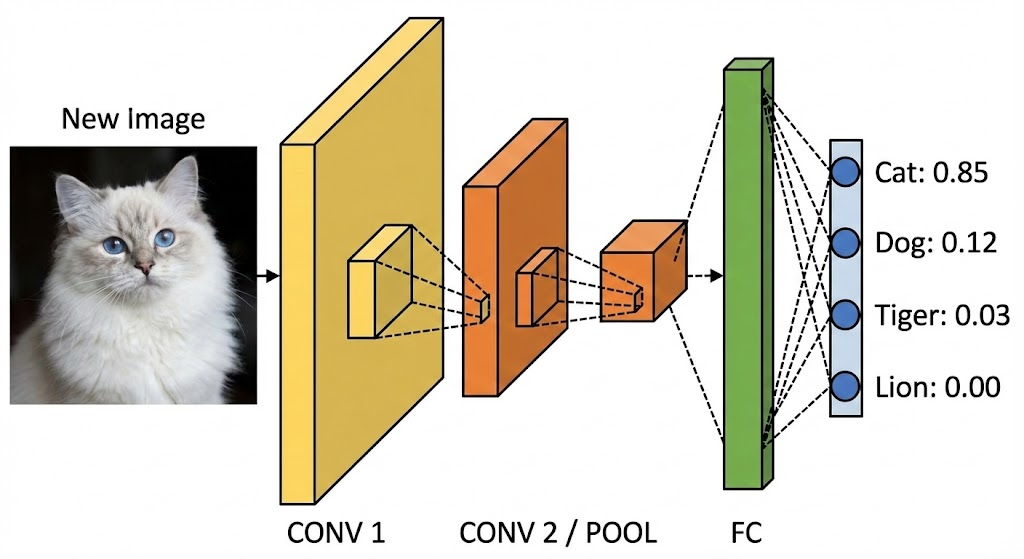 New Image
Cat: 0.85
Dog: 0.12
Tiger: 0.03
Lion: 0.00
CONV 1
CONV 2 / POOL
FC